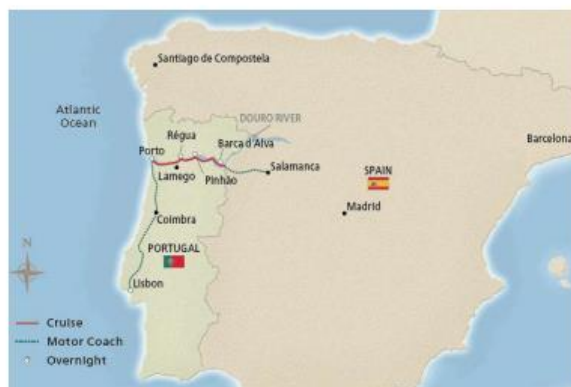 Santiago de Compostela
Atlantic
Ocean
DOURO RIVER
Régua
Porto
Barca d'Alva
Barcelona
Lamego
Pinhão
Salamanca
SPAIN
Madrid
Coimbra
N
PORTUGAL
Lisbon
Cruise
Motor Coach
Overnight